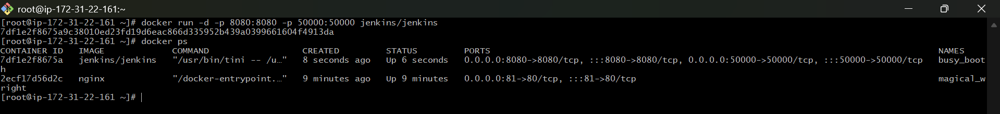 root@ip-172-31-22-161:~
[root@ip-172-31-22-161 ~]# docker run -d -p 8080:8080 -p 50000:50000 jenkins/jenkins
7df1e2f8675a9c38010ed23fd19d6eac866d335952b439a0399661604f4913da
[root@ip-172-31-22-161 ~]# docker ps
CONTAINER ID   IMAGE             COMMAND                  CREATED         STATUS         PORTS                                                                                      NAMES
7df1e2f8675a   jenkins/jenkins   "/usr/bin/tini -- /u…"   8 seconds ago   Up 6 seconds   0.0.0.0:8080->8080/tcp, :::8080->8080/tcp, 0.0.0.0:50000->50000/tcp, :::50000->50000/tcp   busy_boot
h
2ecf17d56d2c   nginx             "/docker-entrypoint.…"   9 minutes ago   Up 9 minutes   0.0.0.0:81->80/tcp, :::81->80/tcp                                                          magical_w
right
[root@ip-172-31-22-161 ~]#